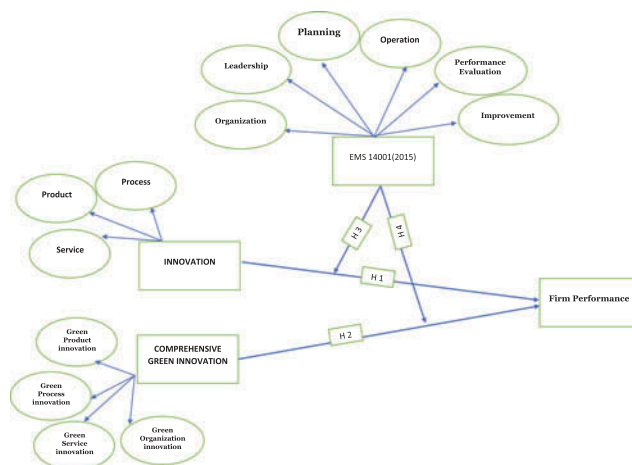 Planning
Operation
Leadership
Performance
Evaluation
Organization
Improvement
EMS 14001(2015)
Process
Product
Service
INNOVATION
H 3
H 4
H 1
Firm Performance
H 2
COMPREHENSIVE
GREEN INNOVATION
Green
Product
innovation
Green
Process
innovation
Green
Service
innovation
Green
Organization
innovation